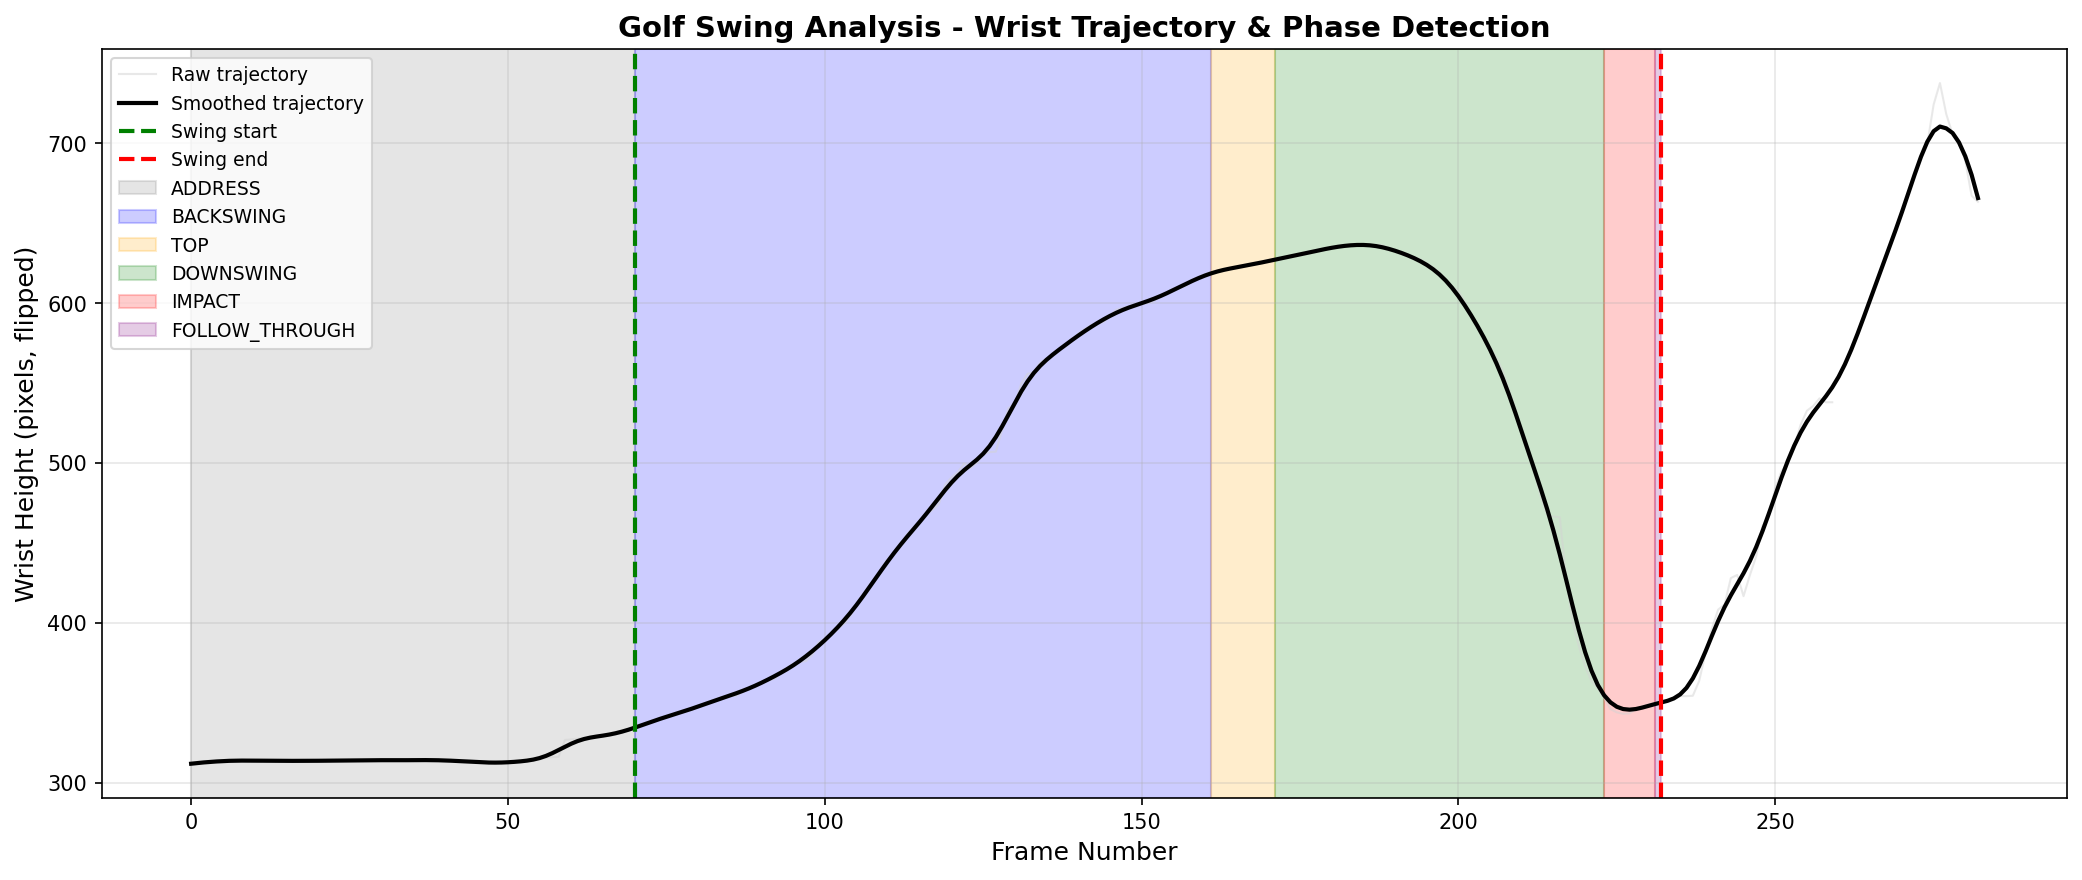 Golf Swing Analysis - Wrist Trajectory & Phase Detection
Raw trajectory
Smoothed trajectory
Swing start
Swing end
ADDRESS
BACKSWING
TOP
DOWNSWING
IMPACT
FOLLOW_THROUGH
Wrist Height (pixels, flipped)
700
600
500
400
300
0 50 100 150 200 250
Frame Number